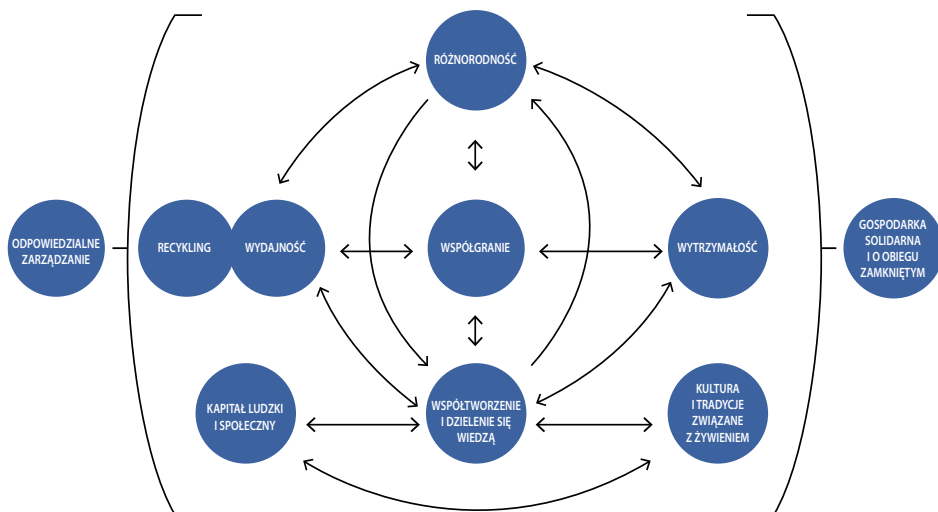 RÓŻNORODNOŚĆ
ODPOWIEDZIALNE
ZARZĄDZANIE
RECYKLING
WYDAJNOŚĆ
WSPÓŁGRANIE
WYTRZYMAŁOŚĆ
GOSPODARKA
SOLIDARNA
I O OBIEGU
ZAMKNIĘTYM
KAPITAŁ LUDZKI
I SPOŁECZNY
WSPÓŁTWORZENIE
I DZIELENIE SIĘ
WIEDZĄ
KULTURA
I TRADYCJE
ZWIĄZANE
Z ŻYWIENIEM